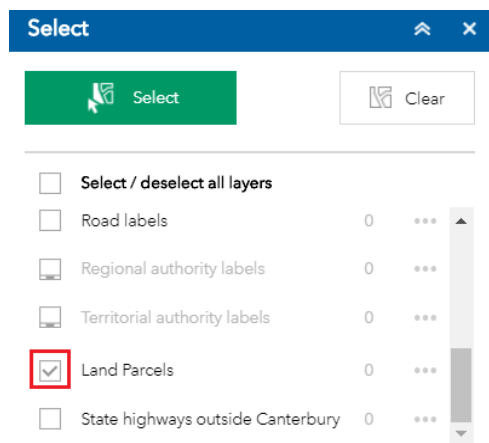 Select
Select
Clear
Select / deselect all layers
Road labels 0
Regional authority labels 0
Territorial authority labels 0
Land Parcels 0
State highways outside Canterbury 0